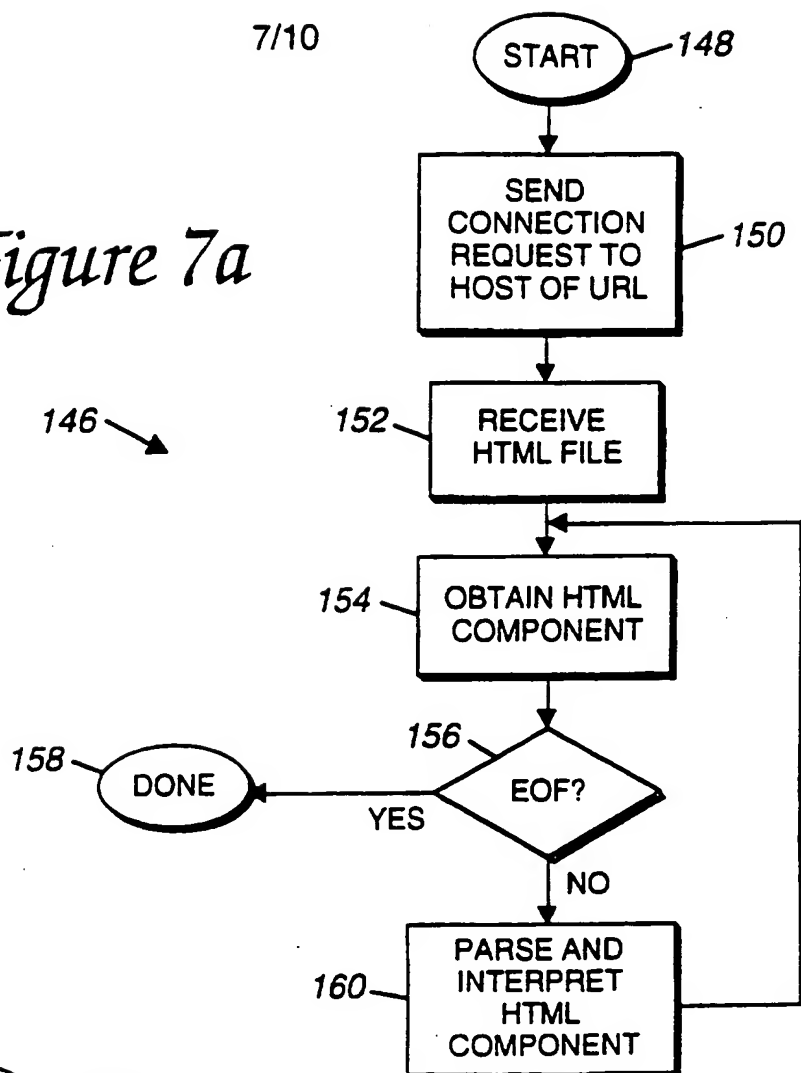 7/10
START
148
SEND
CONNECTION
REQUEST TO
HOST OF URL
150
igure 7a
146
152
RECEIVE
HTML FILE
154
OBTAIN HTML
COMPONENT
156
EOF?
158
DONE
YES
NO
160
PARSE AND
INTERPRET
HTML
COMPONENT